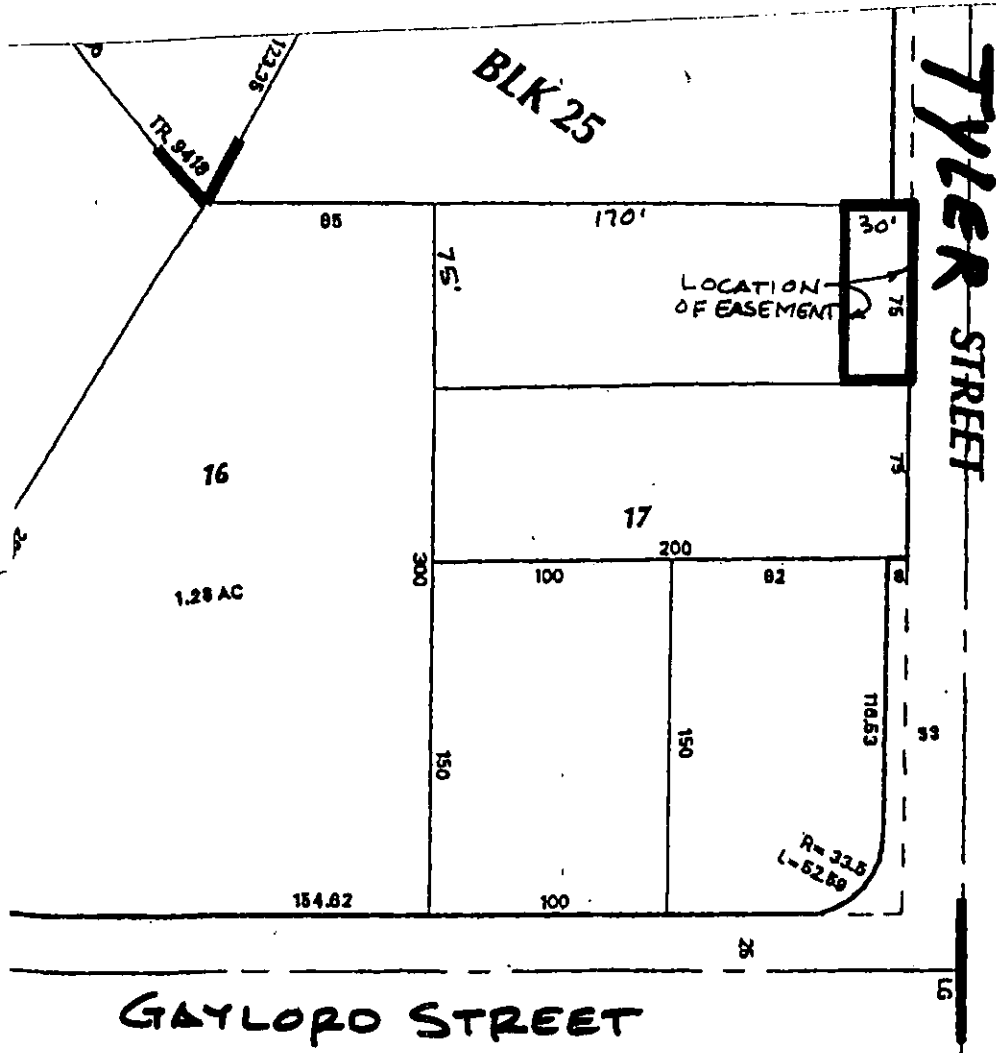 BLK 25
123.35
TR. 9418
TYLER STREET
85
170'
30'
75'
LOCATION
OF EASEMENT
75
75
16
17
200
300
100
82
8
1.28 AC
150
150
118.53
33
R= 33.5
L=52.59
154.62
100
25
GAYLORD STREET